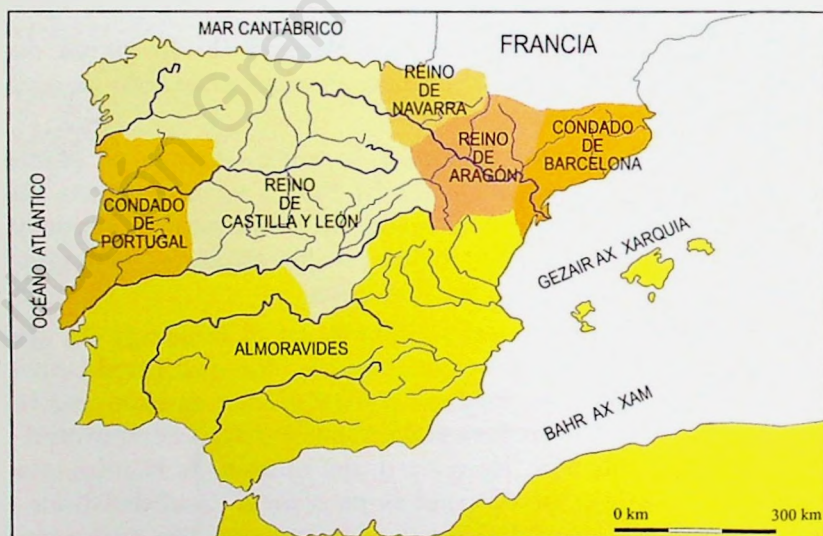 MAR CANTÁBRICO
FRANCIA
REINO
DE
NAVARRA
REINO
DE
ARAGÓN
CONDADO
DE
BARCELONA
OCÉANO ATLÁNTICO
CONDADO
DE
PORTUGAL
REINO
DE
CASTILLA Y LEÓN
GEZAIR AX XARQUIA
ALMORAVIDES
BAHR AX XAM
0 km
300 km